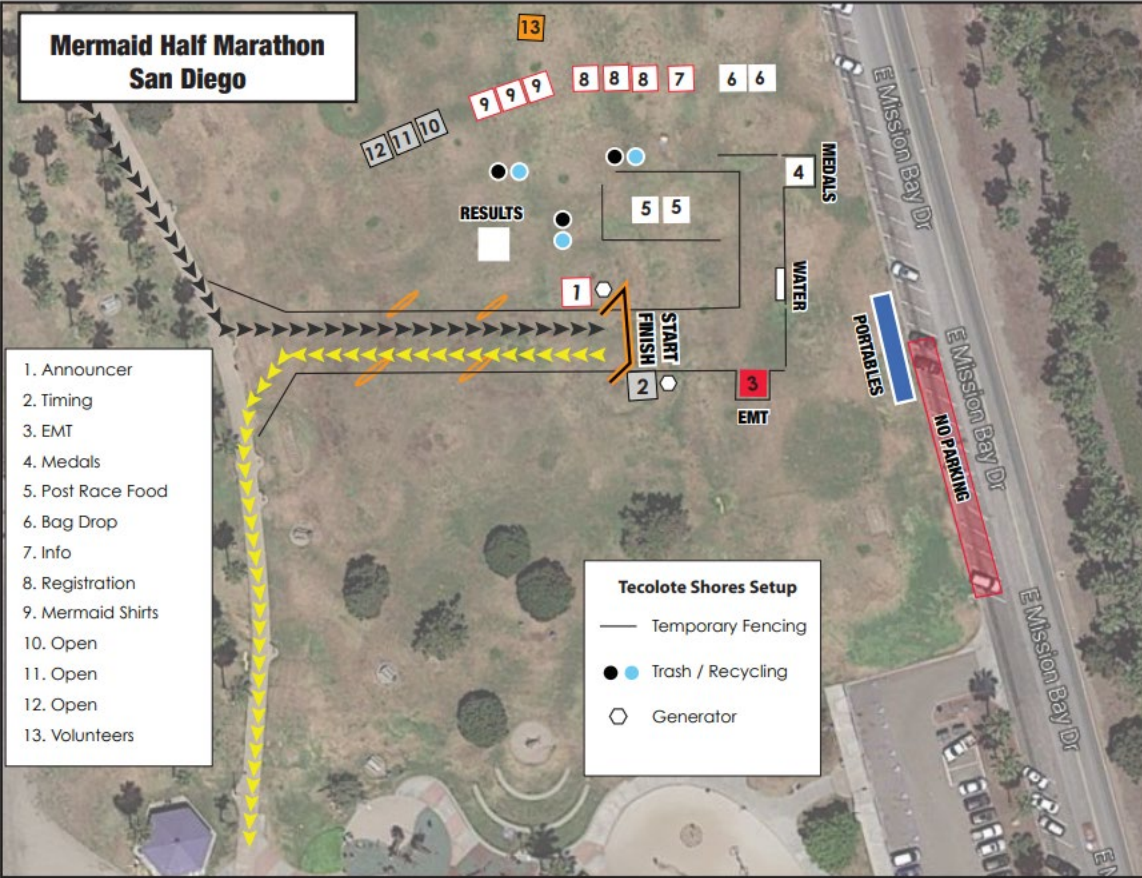 Mermaid Half Marathon
San Diego
13
9 9 9
8 8 8 7
6 6
12 11 10
E Mission Bay Dr
4
MEDALS
RESULTS
5 5
1
WATER
START
FINISH
PORTABLES
2
3
EMT
E Mission Bay Dr
NO PARKING
1. Announcer
2. Timing
3. EMT
4. Medals
5. Post Race Food
6. Bag Drop
7. Info
8. Registration
9. Mermaid Shirts
10. Open
11. Open
12. Open
13. Volunteers
Tecolote Shores Setup
Temporary Fencing
Trash / Recycling
Generator
E Mission Bay Dr
E M